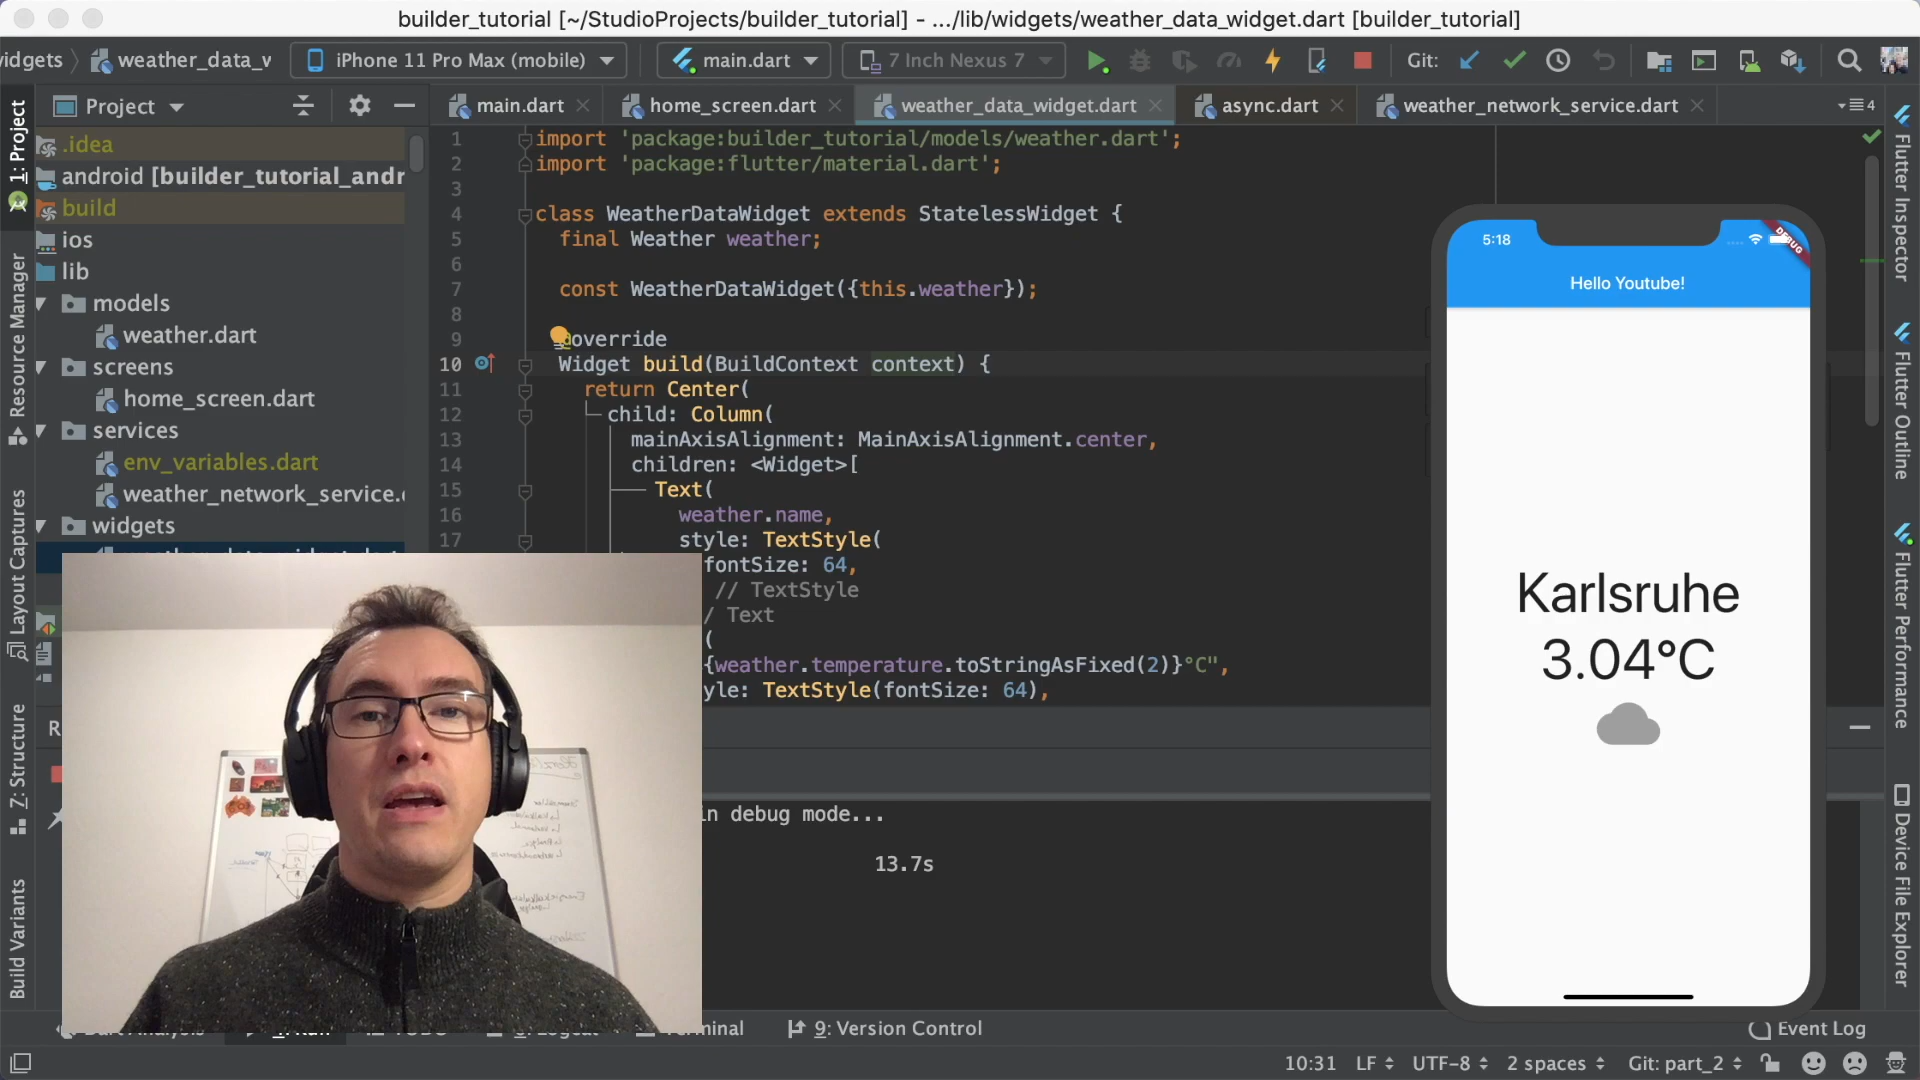 builder_tutorial [~/StudioProjects/builder_tutorial] - .../lib/widgets/weather_data_widget.dart [builder_tutorial]
idgets
weather_data_v
iPhone 11 Pro Max (mobile)
main.dart
7 Inch Nexus 7
Git:
Project
main.dart
home_screen.dart
weather_data_widget.dart
async.dart
weather_network_service.dart
4
1: Project
Resource Manager
Layout Captures
7: Structure
Build Variants
.idea
android [builder_tutorial_andr
build
ios
lib
models
weather.dart
screens
home_screen.dart
services
env_variables.dart
weather_network_service.
widgets
R
1 import 'package:builder_tutorial/models/weather.dart';
2 import 'package:flutter/material.dart';
3
4 class WeatherDataWidget extends StatelessWidget {
5 final Weather weather;
6
7 const WeatherDataWidget({this.weather});
8
9 @override
10 Widget build(BuildContext context) {
11 return Center(
12 child: Column(
13 mainAxisAlignment: MainAxisAlignment.center,
14 children: <Widget>[
15 Text(
16 weather.name,
17 style: TextStyle(
fontSize: 64,
// TextStyle
/ Text
(
{weather.temperature.toStringAsFixed(2)}°C",
yle: TextStyle(fontSize: 64),
in debug mode...
13.7s
5:18
DEBUG
Hello Youtube!
Karlsruhe
3.04°C
Flutter Inspector
Flutter Outline
Flutter Performance
Device File Explorer
Terminal
9: Version Control
Event Log
10:31
LF
UTF-8
2 spaces
Git: part_2